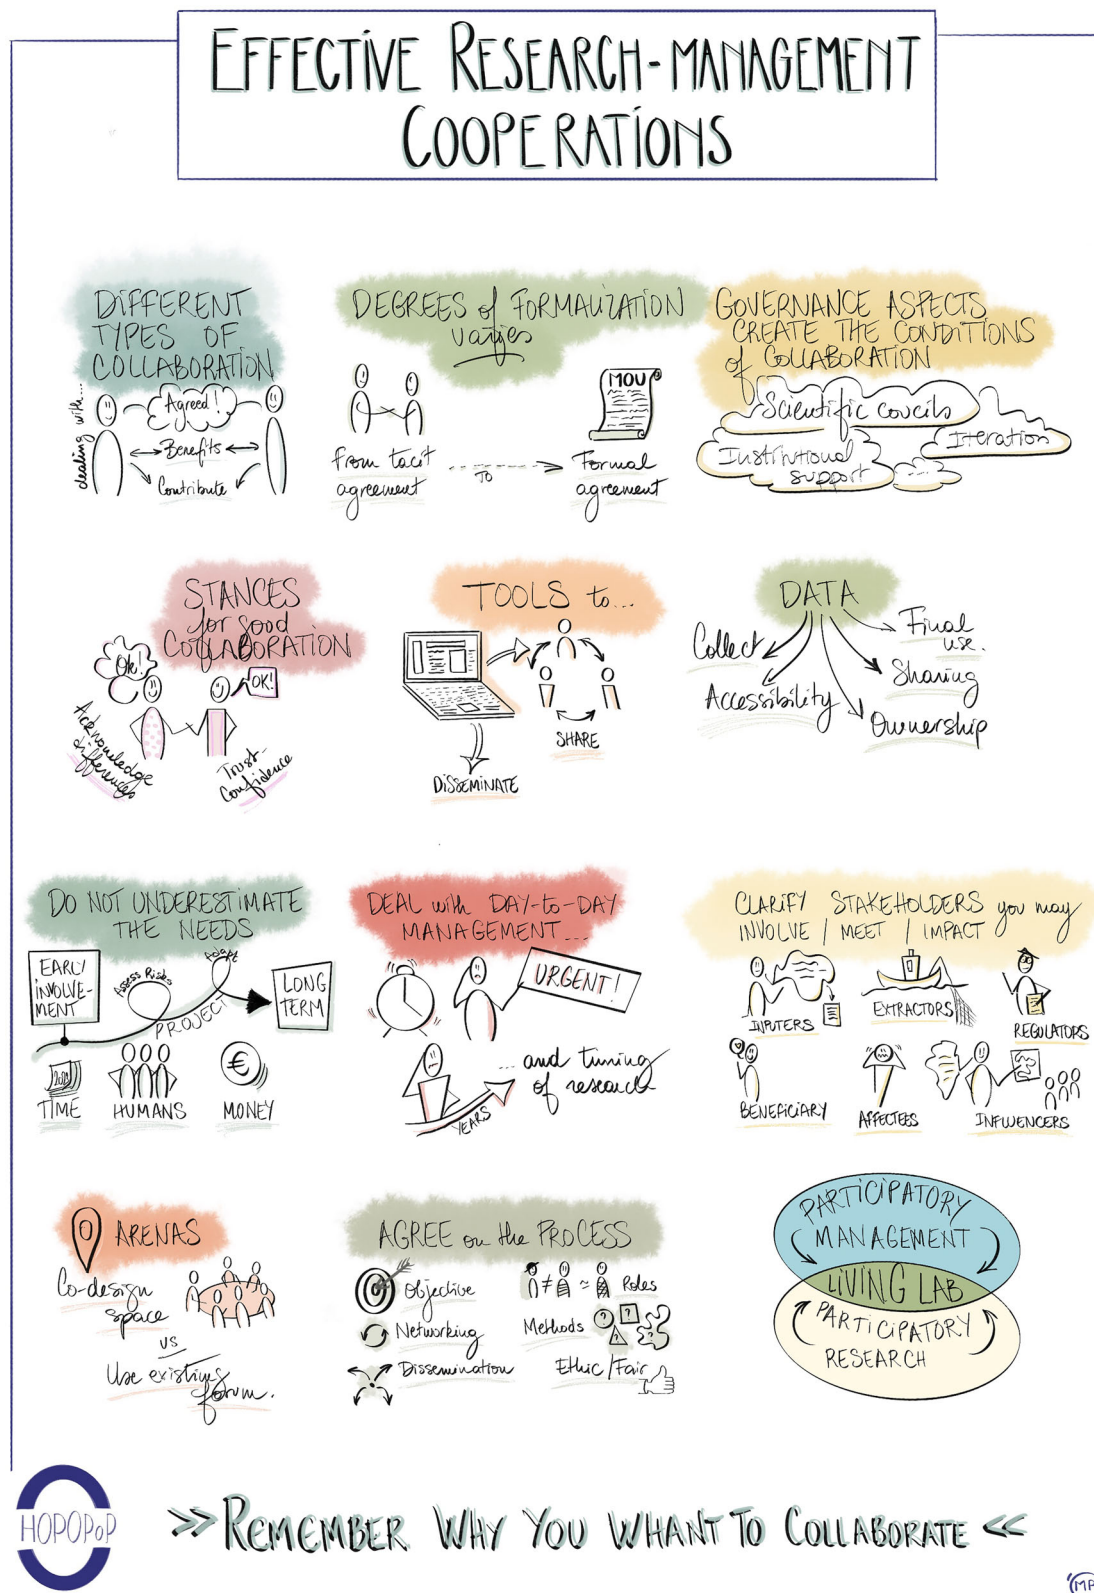 EFFECTIVE RESEARCH-MANAGEMENT
COOPERATIONS
DIFFERENT
TYPES OF
COLLABORATION
dealing with...
Agreed!
Benefits
Contribute
DEGREES of FORMALIZATION
varies
MOU
From tacit
agreement
TO
Formal
agreement
GOVERNANCE ASPECTS
CREATE THE CONDITIONS
of COLLABORATION
Scientific coucils
Iteration
Institutional
support
...
STANCES
for good
COLLABORATION
Ok!
OK!
Acknowledge
differences
Trust-
Confidence
TOOLS to...
SHARE
DISSEMINATE
DATA
Collect
Final
use.
Accessibility
Sharing
Ownership
DO NOT UNDERESTIMATE
THE NEEDS
EARLY
INVOLVE-
MENT
Assess Risks
Adapt
PROJECT
LONG
TERM
€
TIME
HUMANS
MONEY
DEAL with DAY-to-DAY
MANAGEMENT...
URGENT!
... and timing
of research
YEARS
CLARIFY STAKEHOLDERS you may
INVOLVE / MEET / IMPACT
INPUTERS
EXTRACTORS
REGULATORS
BENEFICIARY
AFFECTEES
INFLUENCERS
ARENAS
Co-design
space
vs
Use existing
forum.
AGREE on the PROCESS
Objective
≠ ≃
Roles
Networking
Methods
? ? ? ?
Dissemination
Ethic/Fair
PARTICIPATORY
MANAGEMENT
LIVING LAB
PARTICIPATORY
RESEARCH
HOPOPoP
>> REMEMBER WHY YOU WHANT TO COLLABORATE <<
MP